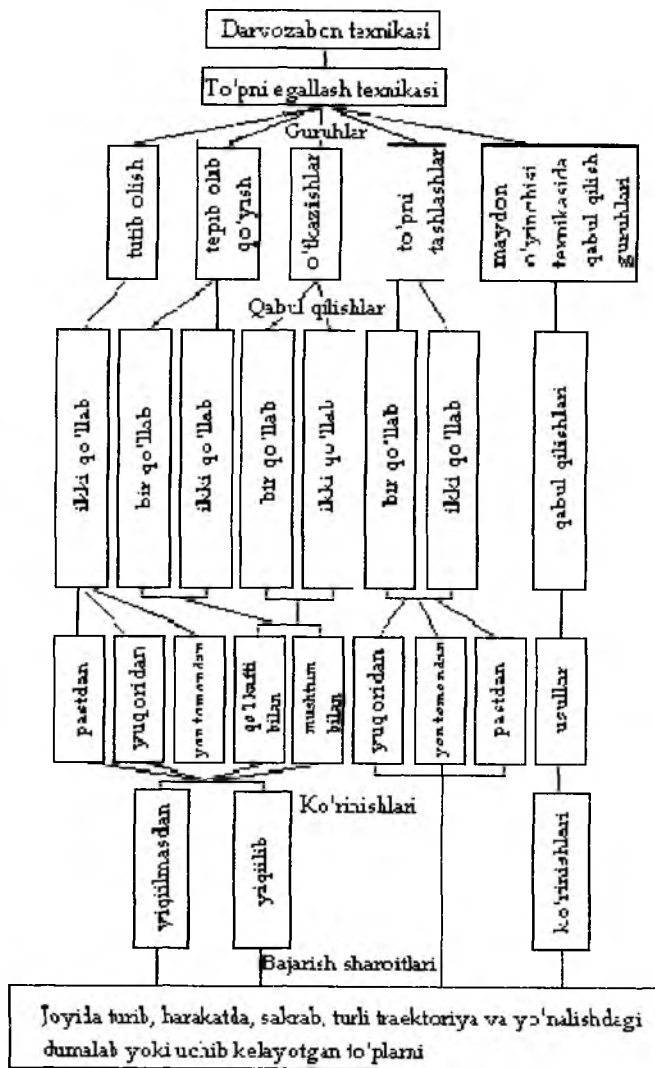 Darvozabon texnikasi
To'pni egallash texnikasi
Guruhlar
tutib olish
tepib olib
qo'yish
o'tkazishlar
to'pni
tashlashlar
maydon
o'yinchisi
texnikasida
qabul qilish
guruhlari
Qabul qilishlar
ikki qo'llab
bir qo'llab
ikki qo'llab
bir qo'llab
ikki qo'llab
bir qo'llab
ikki qo'llab
qabul qilishlari
pastdan
yuqoridan
yon tomondan
qo'l kafti
bilan
mushtum
bilan
yuqoridan
yon tomondan
pastdan
usullar
Ko'rinishlari
yiqiilmasdan
yiqiilib
ko'rinishlari
Bajarish sharoitlari
Joyida turib, harakatda, sakrab, turli traektoriya va yo'nalishdagi
dumalab yoki uchib kelayotgan to'plarni